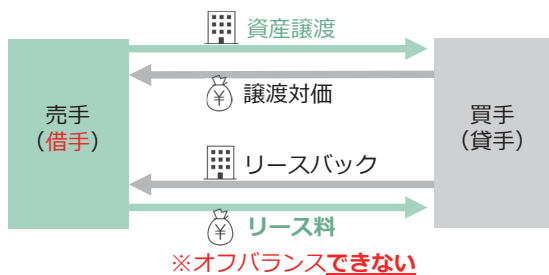 資産譲渡
¥
譲渡対価
売手
（借手）
買手
（貸手）
リースバック
¥
リース料
※オフバランスできない